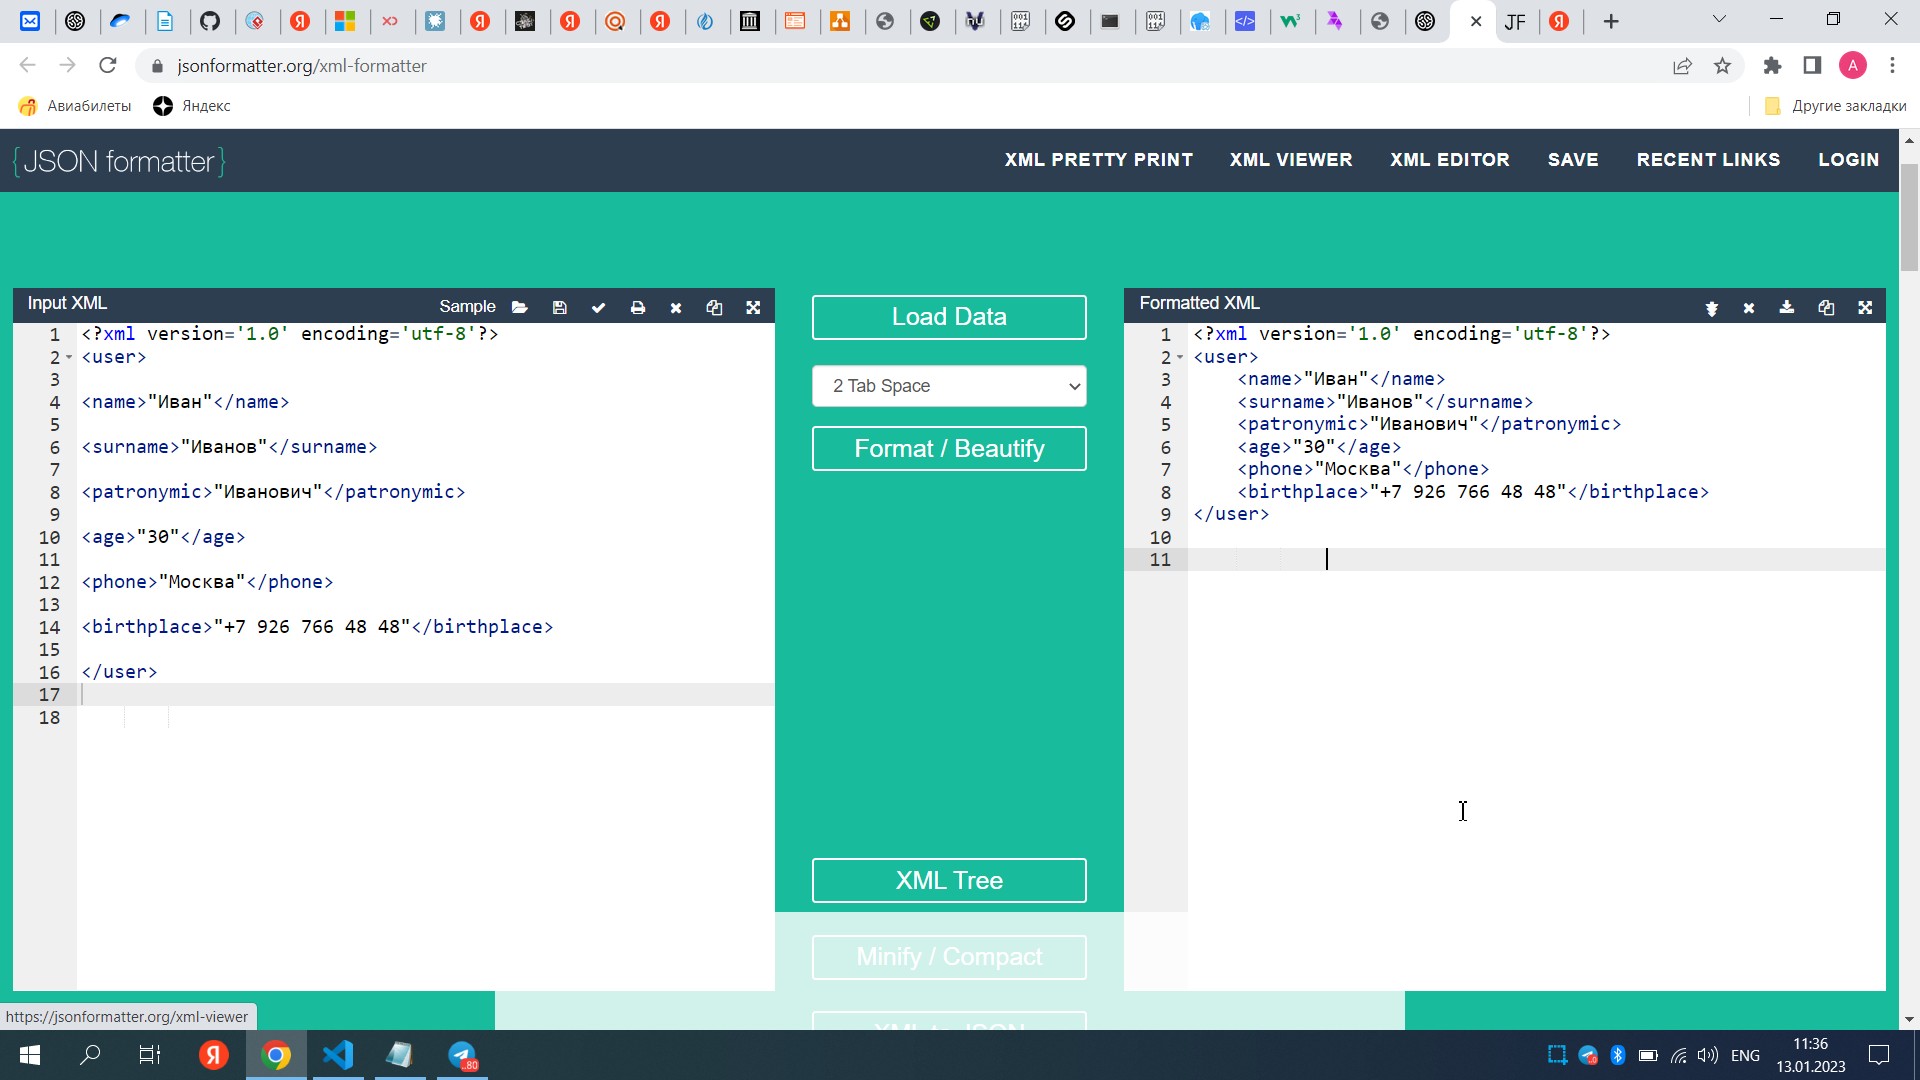 JF
jsonformatter.org/xml-formatter
A
Авиабилеты
Яндекс
Другие закладки
{JSON formatter}
XML PRETTY PRINT
XML VIEWER
XML EDITOR
SAVE
RECENT LINKS
LOGIN
Input XML
Sample
1 <?xml version='1.0' encoding='utf-8'?>
2 <user>
3
4 <name>"Иван"</name>
5
6 <surname>"Иванов"</surname>
7
8 <patronymic>"Иванович"</patronymic>
9
10 <age>"30"</age>
11
12 <phone>"Москва"</phone>
13
14 <birthplace>"+7 926 766 48 48"</birthplace>
15
16 </user>
17
18
Load Data
2 Tab Space
Format / Beautify
XML Tree
Minify / Compact
XML to JSON
Formatted XML
1 <?xml version='1.0' encoding='utf-8'?>
2 <user>
3 <name>"Иван"</name>
4 <surname>"Иванов"</surname>
5 <patronymic>"Иванович"</patronymic>
6 <age>"30"</age>
7 <phone>"Москва"</phone>
8 <birthplace>"+7 926 766 48 48"</birthplace>
9 </user>
10
11
https://jsonformatter.org/xml-viewer
Я
..80
ENG
11:36
13.01.2023